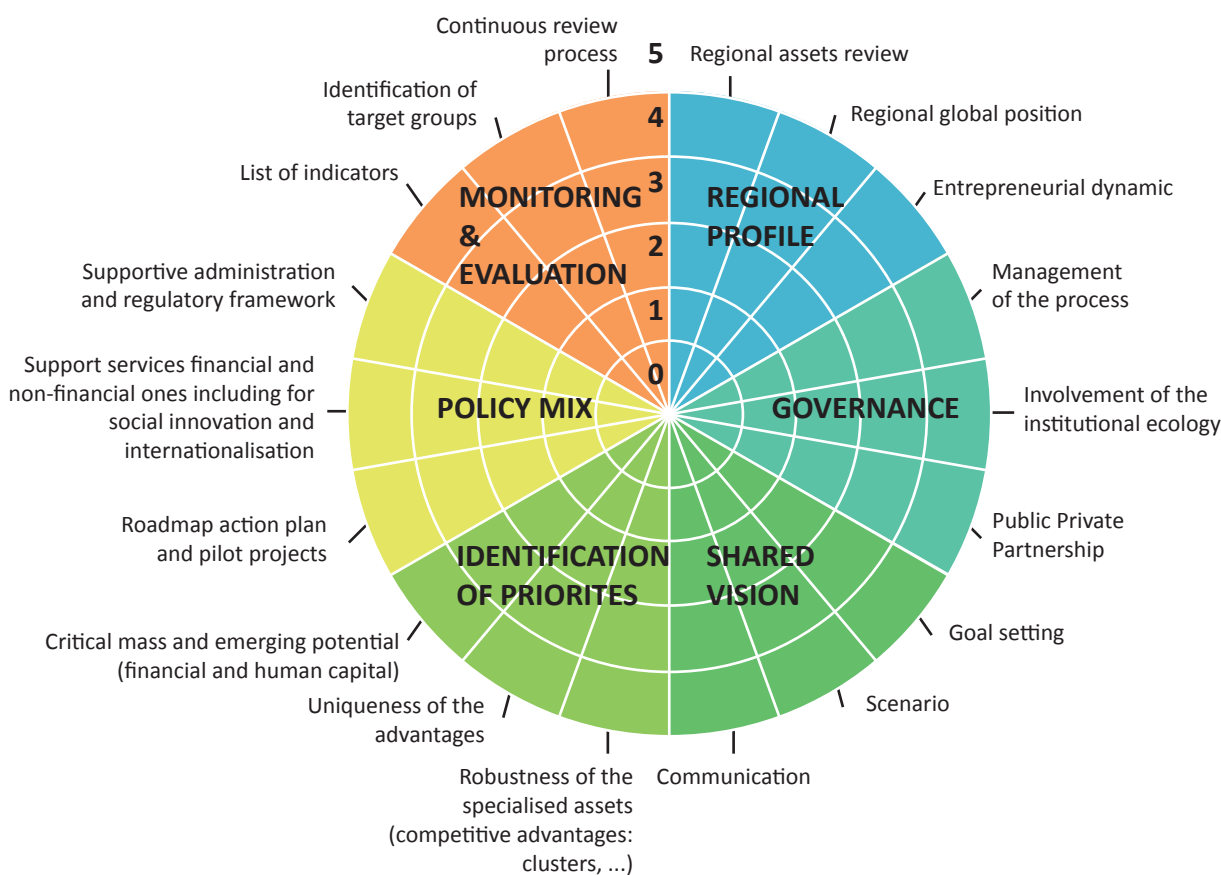 Continuous review
process
5
Regional assets review
Identification of
target groups
4
Regional global position
List of indicators
3
Entrepreneurial dynamic
MONITORING
&
EVALUATION
REGIONAL
PROFILE
2
Supportive administration
and regulatory framework
Management
of the process
1
0
Support services financial and
non-financial ones including for
social innovation and
internationalisation
POLICY MIX
GOVERNANCE
Involvement of the
institutional ecology
Roadmap action plan
and pilot projects
IDENTIFICATION
OF PRIORITES
SHARED
VISION
Public Private
Partnership
Critical mass and emerging potential
(financial and human capital)
Goal setting
Uniqueness of the
advantages
Scenario
Robustness of the
specialised assets
(competitive advantages:
clusters, ...)
Communication